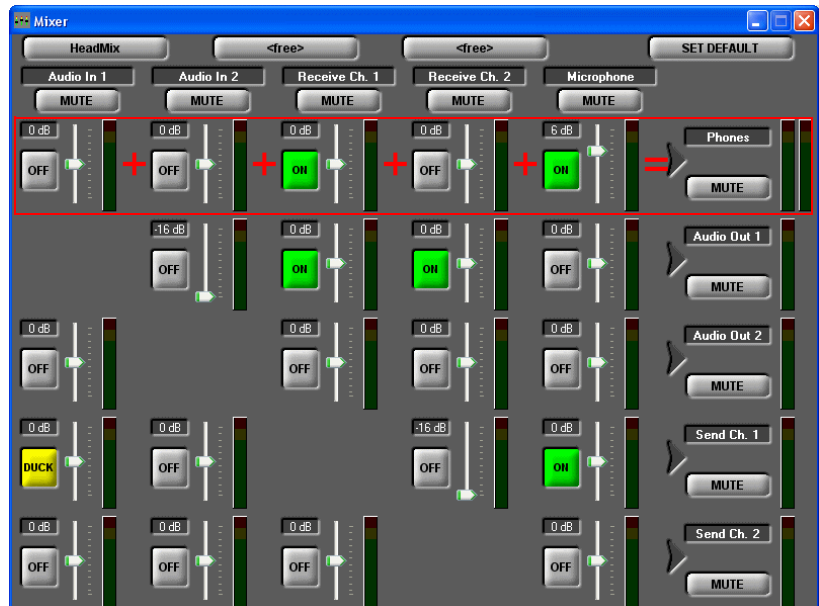 Mixer
HeadMix <free> <free> SET DEFAULT
Audio In 1 Audio In 2 Receive Ch. 1 Receive Ch. 2 Microphone
MUTE MUTE MUTE MUTE MUTE
0 dB 0 dB 0 dB 0 dB 6 dB Phones
OFF + OFF + ON + OFF + ON = MUTE
-16 dB 0 dB 0 dB 0 dB Audio Out 1
OFF ON ON OFF MUTE
0 dB 0 dB 0 dB 0 dB Audio Out 2
OFF OFF OFF OFF MUTE
0 dB 0 dB -16 dB 0 dB Send Ch. 1
DUCK OFF OFF ON MUTE
0 dB 0 dB 0 dB 0 dB Send Ch. 2
OFF OFF OFF OFF MUTE